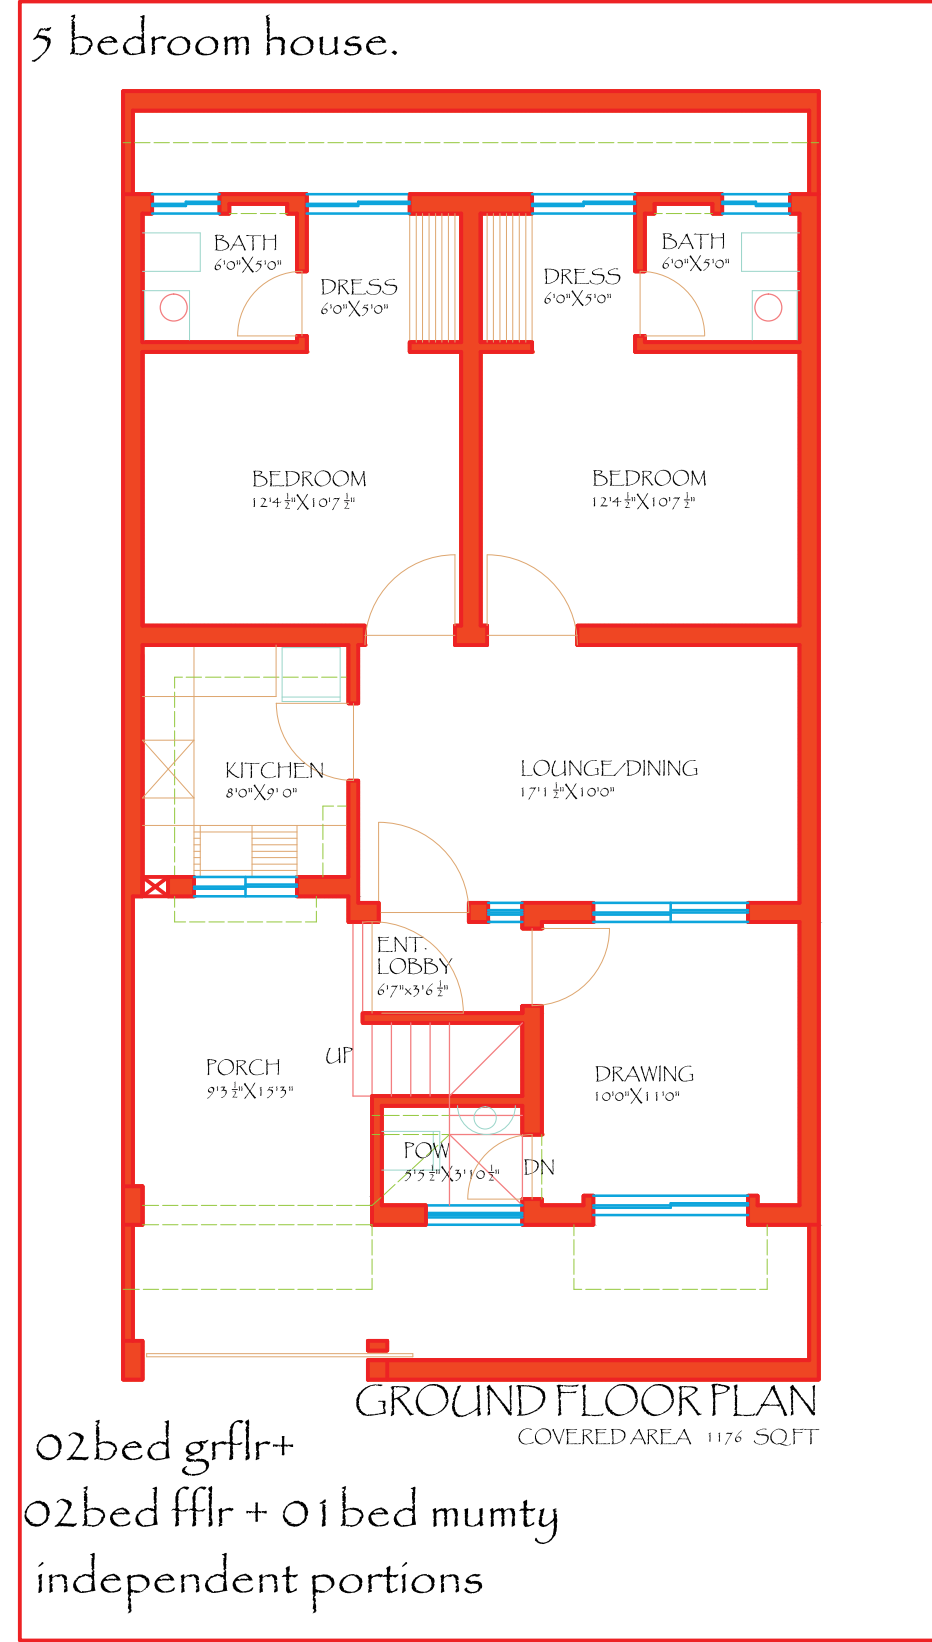 5 bedroom house.
BATH
6'0"X5'0"
DRESS
6'0"X5'0"
DRESS
6'0"X5'0"
BATH
6'0"X5'0"
BEDROOM
12'4 1/2"X10'7 1/2"
BEDROOM
12'4 1/2"X10'7 1/2"
KITCHEN
8'0"X9' 0"
LOUNGE/DINING
17'1 1/2"X10'0"
ENT.
LOBBY
6'7"x3'6 1/2"
UP
PORCH
9'3 1/2"X15'3"
DRAWING
10'0"X11'0"
POW
5'5 1/2"X3'10 1/2"
DN
GROUND FLOOR PLAN
COVERED AREA 1176 SQ.FT
02bed grflr+
02bed fflr + 01bed mumty
independent portions